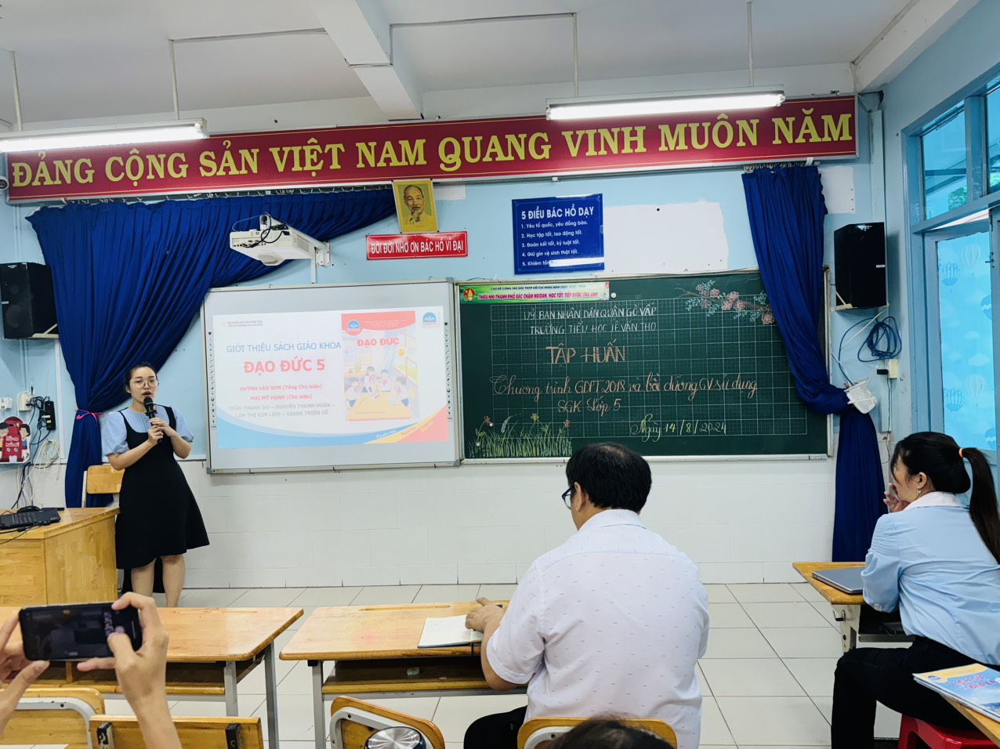 ĐẢNG CỘNG SẢN VIỆT NAM QUANG VINH MUÔN NĂM
ĐỜI ĐỜI NHỚ ƠN BÁC HỒ VĨ ĐẠI
5 ĐIỀU BÁC HỒ DẠY
1. Yêu tổ quốc, yêu đồng bào.
2. Học tập tốt, lao động tốt.
3. Đoàn kết tốt, kỷ luật tốt.
4. Giữ gìn vệ sinh thật tốt.
5. Khiêm tốn
GIỚI THIỆU SÁCH GIÁO KHOA
ĐẠO ĐỨC 5
HUỲNH VĂN SƠN (Tổng Chủ biên)
MAI MỸ HẠNH (Chủ biên)
TRẦN THANH DƯ – NGUYỄN THANH HUÂN –
LÂM THỊ KIM LIÊN – GIANG THIÊN VŨ
ĐẠO ĐỨC
THIẾU NHI THÀNH PHỐ BÁC CHĂM NGOAN, HỌC TỐT, TIẾP BƯỚC CHA ANH
UỶ BAN NHÂN DÂN QUẬN GÒ VẤP
TRƯỜNG TIỂU HỌC LÊ VĂN THỌ
TẬP HUẤN
Chương trình GDPT 2018 và bồi dưỡng GV sử dụng
SGK Lớp 5
Ngày 14/8/2024